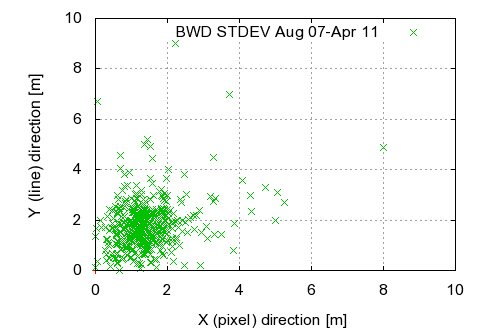 BWD STDEV Aug 07-Apr 11
10
8
6
4
2
0
0 2 4 6 8 10
Y (line) direction [m]
X (pixel) direction [m]